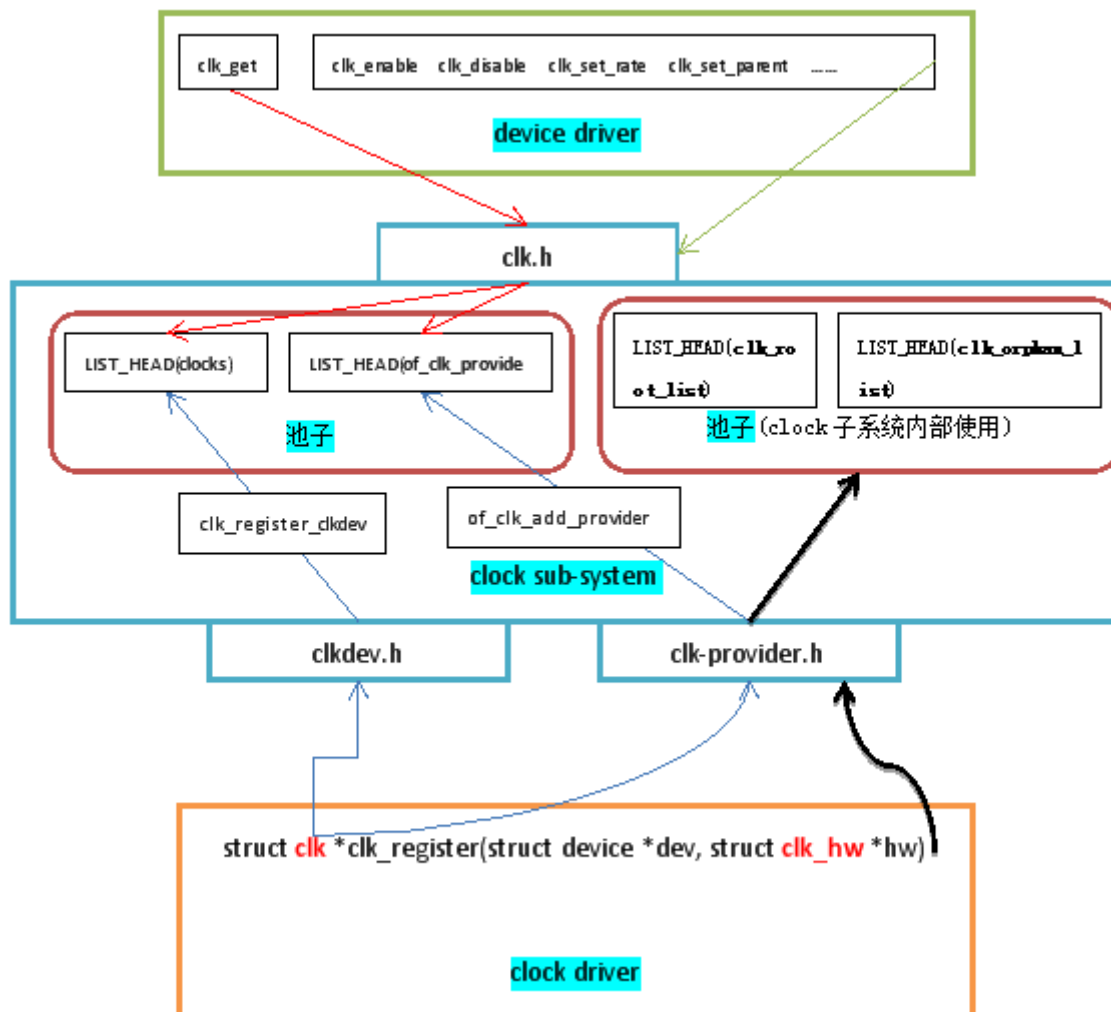 clk_get
clk_enable clk_disable clk_set_rate clk_set_parent ......
device driver
clk.h
LIST_HEAD(clocks)
LIST_HEAD(of_clk_provide
LIST_HEAD(clk_ro
ot_list)
LIST_HEAD(clk_orphan_l
ist)
池子
池子(clock子系统内部使用)
clk_register_clkdev
of_clk_add_provider
clock sub-system
clkdev.h
clk-provider.h
struct clk *clk_register(struct device *dev, struct clk_hw *hw)
clock driver